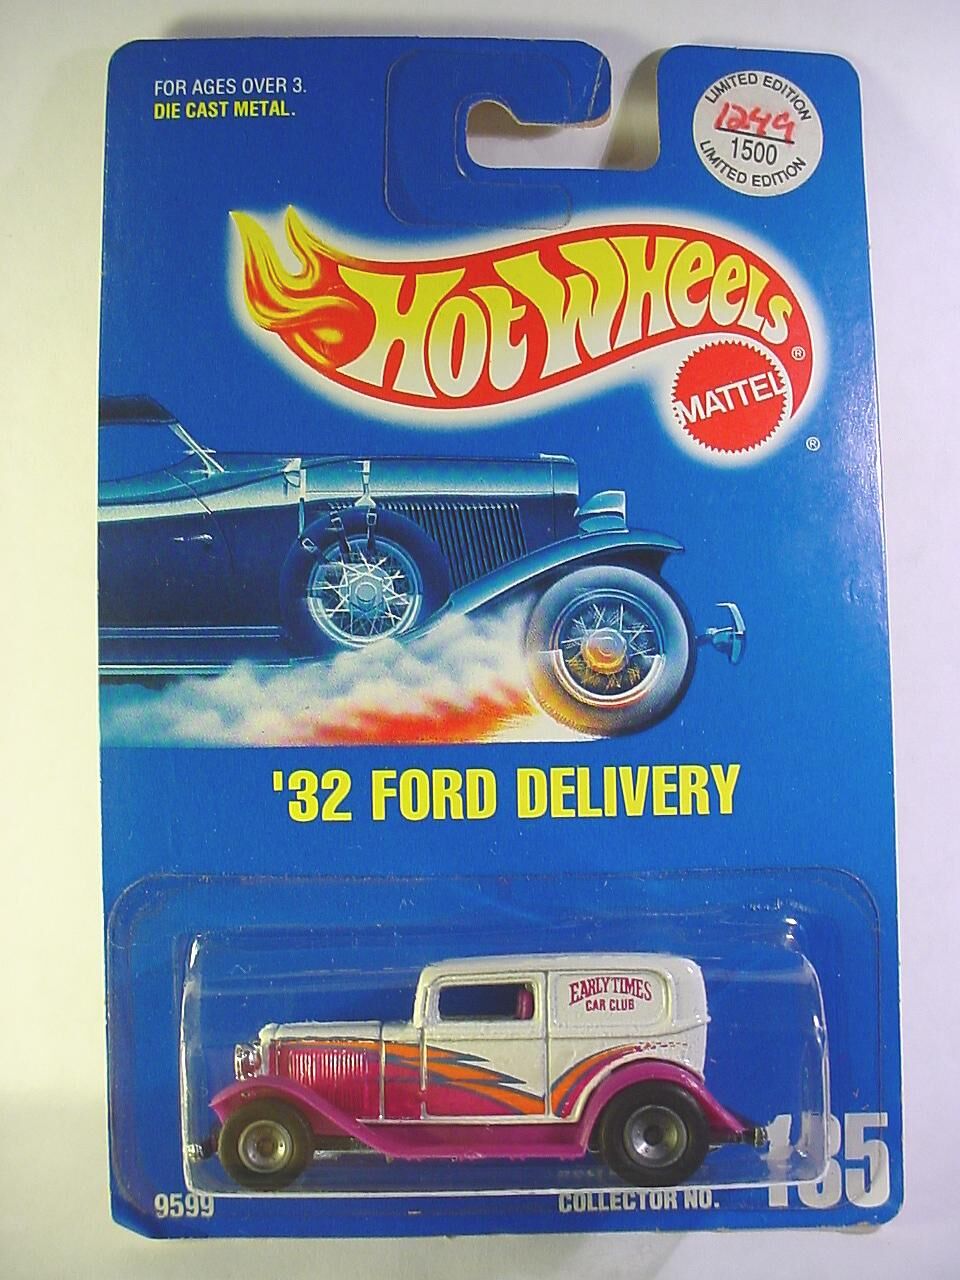 FOR AGES OVER 3.
DIE CAST METAL.
LIMITED EDITION
1249
1500
LIMITED EDITION
HOT WHEELS ®
MATTEL
®
'32 FORD DELIVERY
EARLY TIMES
CAR CLUB
9599
COLLECTOR NO. 135